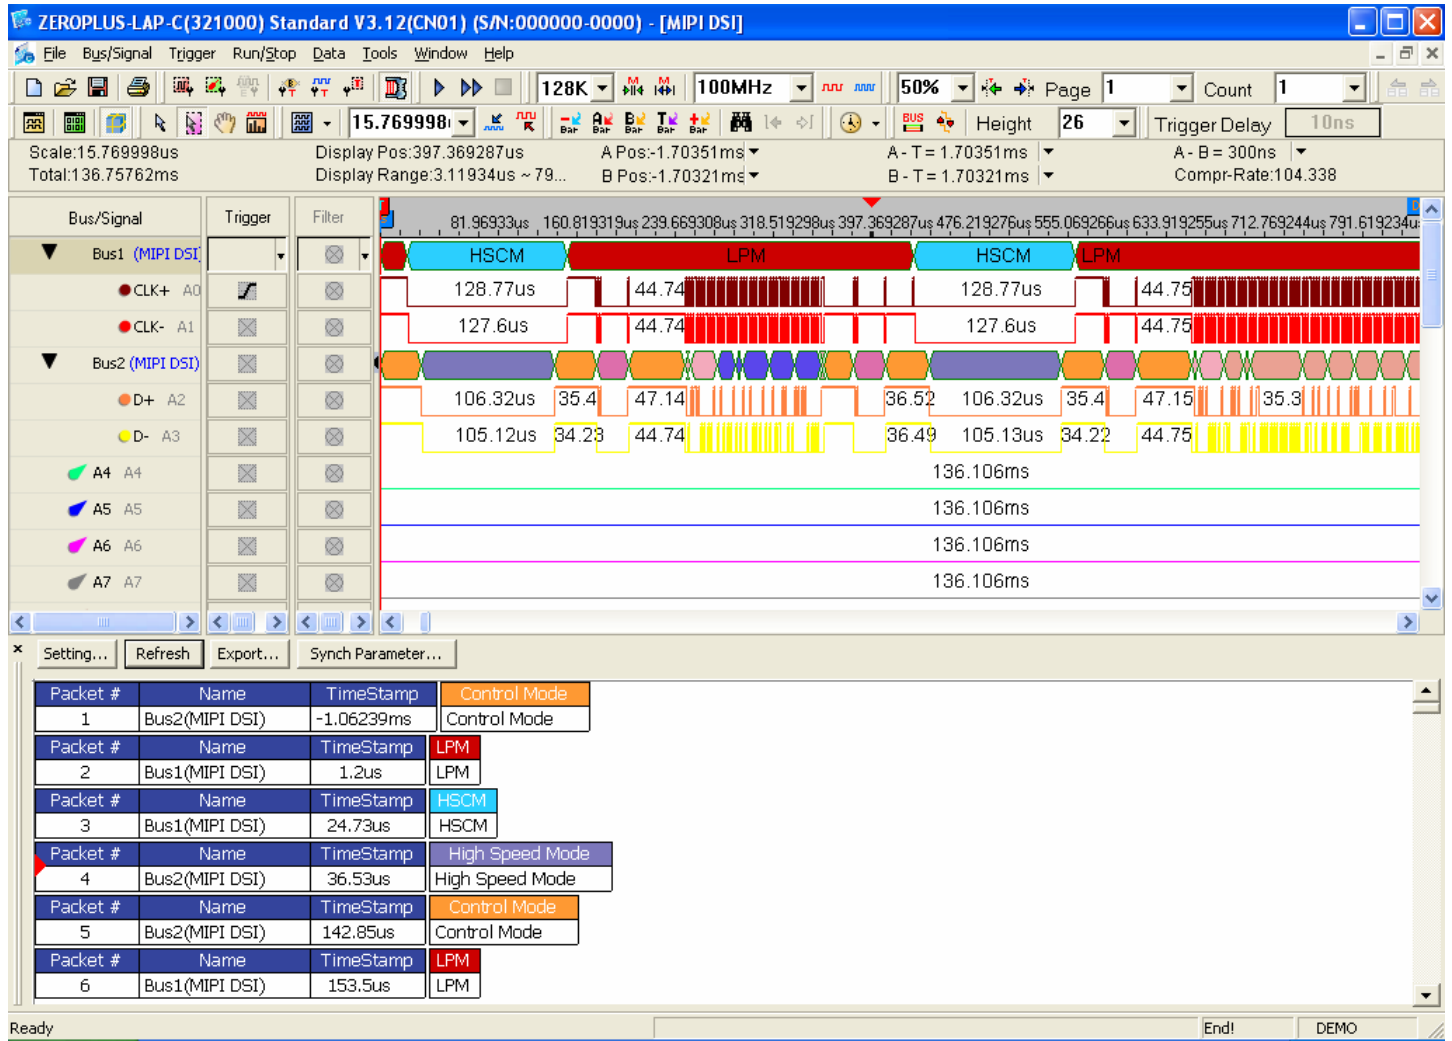 ZEROPLUS-LAP-C(321000) Standard V3.12(CN01) (S/N:000000-0000) - [MIPI DSI]
File Bus/Signal Trigger Run/Stop Data Tools Window Help
128K 100MHz 50% Page 1 Count 1
15.769998 Bar Bar Bar Bar Bar BUS Height 26 Trigger Delay 10ns
Scale:15.769998us Display Pos:397.369287us A Pos:-1.70351ms A - T = 1.70351ms A - B = 300ns
Total:136.75762ms Display Range:3.11934us ~ 79... B Pos:-1.70321ms B - T = 1.70321ms Compr-Rate:104.338
Bus/Signal Trigger Filter 81.96933us 160.819319us 239.669308us 318.519298us 397.369287us 476.219276us 555.069266us 633.919255us 712.769244us 791.619234u
Bus1 (MIPI DSI) HSCM LPM HSCM LPM
CLK+ A0 128.77us 44.74 128.77us 44.75
CLK- A1 127.6us 44.74 127.6us 44.75
Bus2 (MIPI DSI)
D+ A2 106.32us 35.4 47.14 36.52 106.32us 35.4 47.15 35.3
D- A3 105.12us 34.23 44.74 36.49 105.13us 34.22 44.75
A4 A4 136.106ms
A5 A5 136.106ms
A6 A6 136.106ms
A7 A7 136.106ms
Setting... Refresh Export... Synch Parameter...
Packet # Name TimeStamp Control Mode
1 Bus2(MIPI DSI) -1.06239ms Control Mode
Packet # Name TimeStamp LPM
2 Bus1(MIPI DSI) 1.2us LPM
Packet # Name TimeStamp HSCM
3 Bus1(MIPI DSI) 24.73us HSCM
Packet # Name TimeStamp High Speed Mode
4 Bus2(MIPI DSI) 36.53us High Speed Mode
Packet # Name TimeStamp Control Mode
5 Bus2(MIPI DSI) 142.85us Control Mode
Packet # Name TimeStamp LPM
6 Bus1(MIPI DSI) 153.5us LPM
Ready End! DEMO